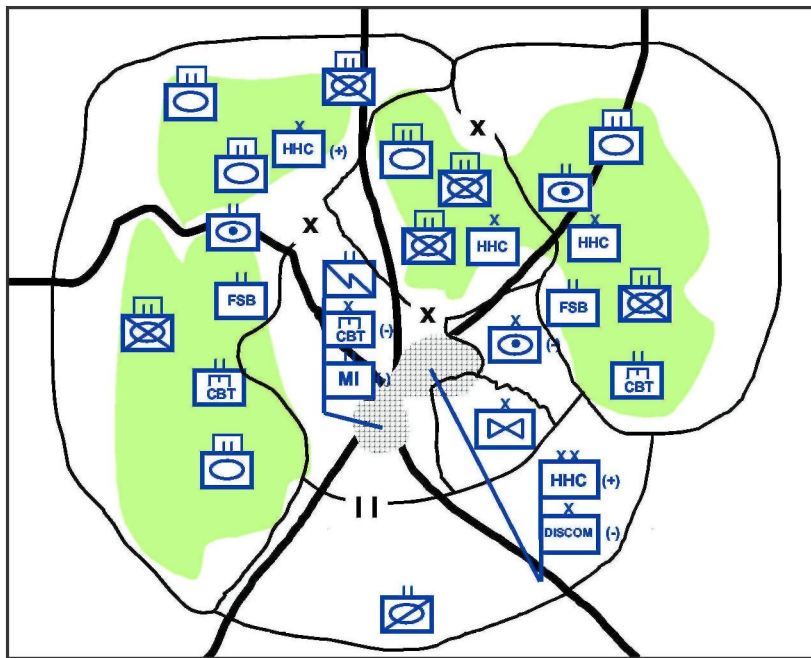 X
X
HHC (+)
X
X
X
HHC
HHC
FSB
FSB
X
CBT (-)
X
X
(-)
MI
CBT
CBT
X
XX
HHC (+)
II
X
DISCOM (-)